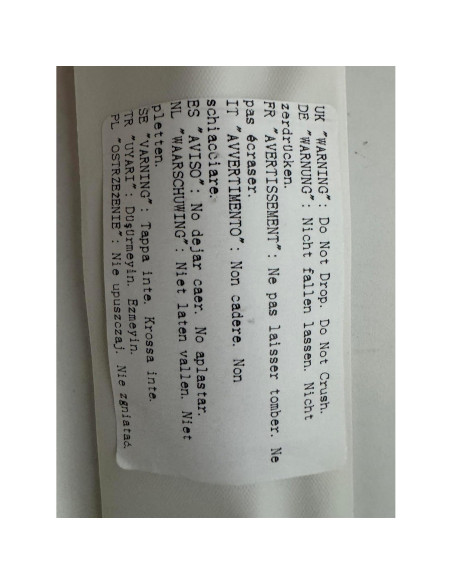 UK "WARNING": Do Not Drop. Do Not Crush.
DE "WARNUNG": Nicht fallen lassen. Nicht
zerdrücken.
FR "AVERTISSEMENT": Ne pas laisser tomber. Ne
pas écraser.
IT "AVVERTIMENTO": Non cadere. Non
schiacciare.
ES "AVISO": No dejar caer. No aplastar.
NL "WAARSCHUWING": Niet laten vallen. Niet
pletten.
SE "VARNING": Tappa inte. Krossa inte.
TR "UYARI": Düşürmeyin. Ezmeyin.
PL "OSTRZEŻENIE": Nie upuszczaj. Nie zgniatać.